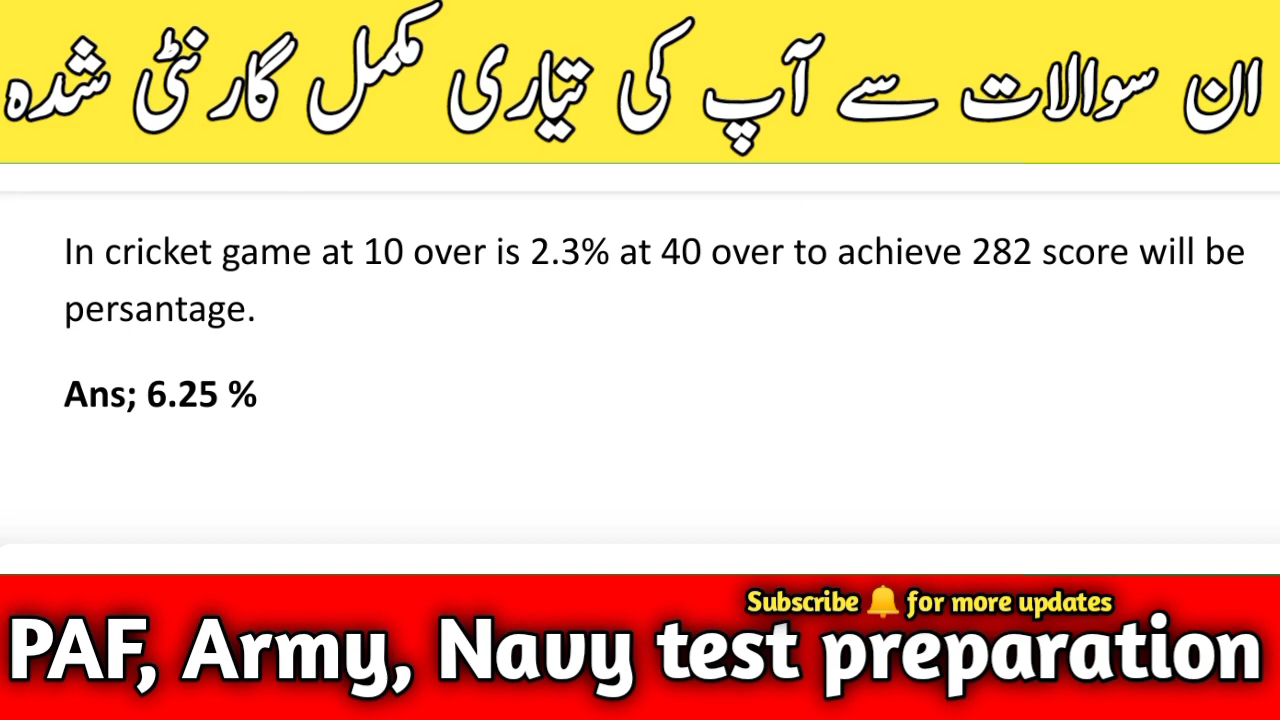 ان سوالات سے آپ کی تیاری مکمل گارنٹی شدہ
In cricket game at 10 over is 2.3% at 40 over to achieve 282 score will be
persantage.
Ans; 6.25 %
Subscribe 🔔 for more updates
PAF, Army, Navy test preparation